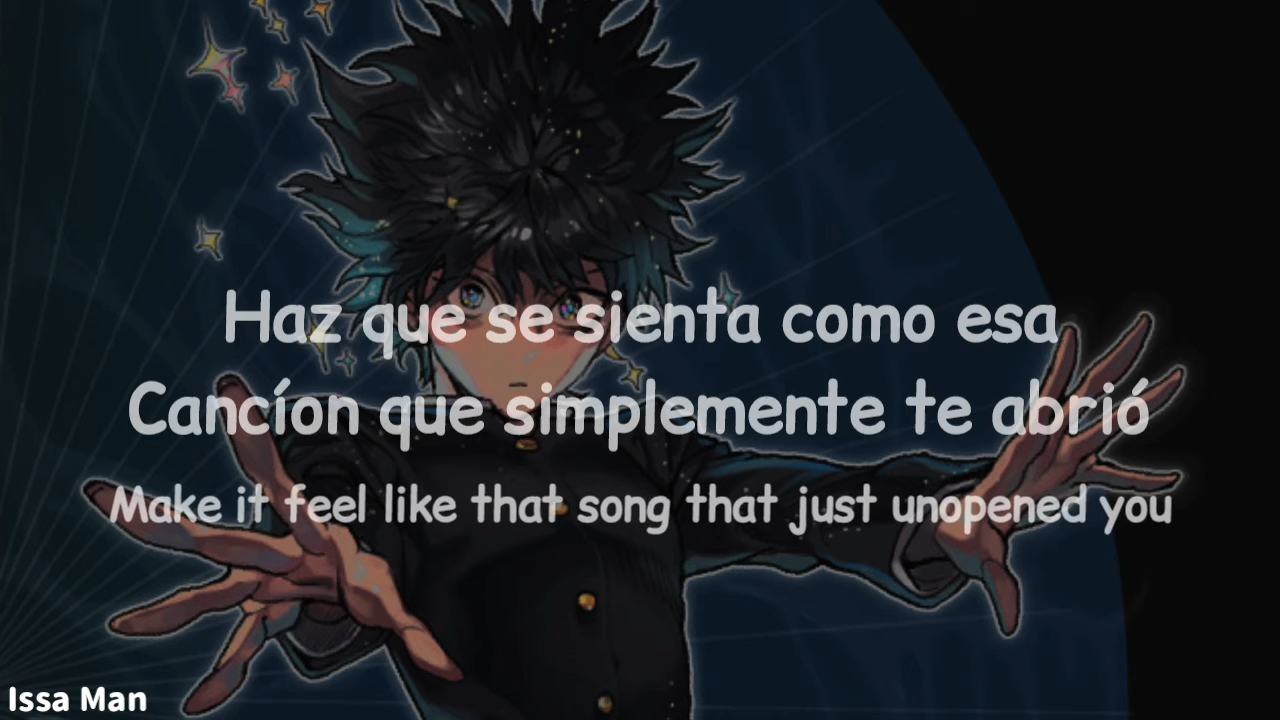 Haz que se sienta como esa
Cancíon que simplemente te abrió
Make it feel like that song that just unopened you
Issa Man